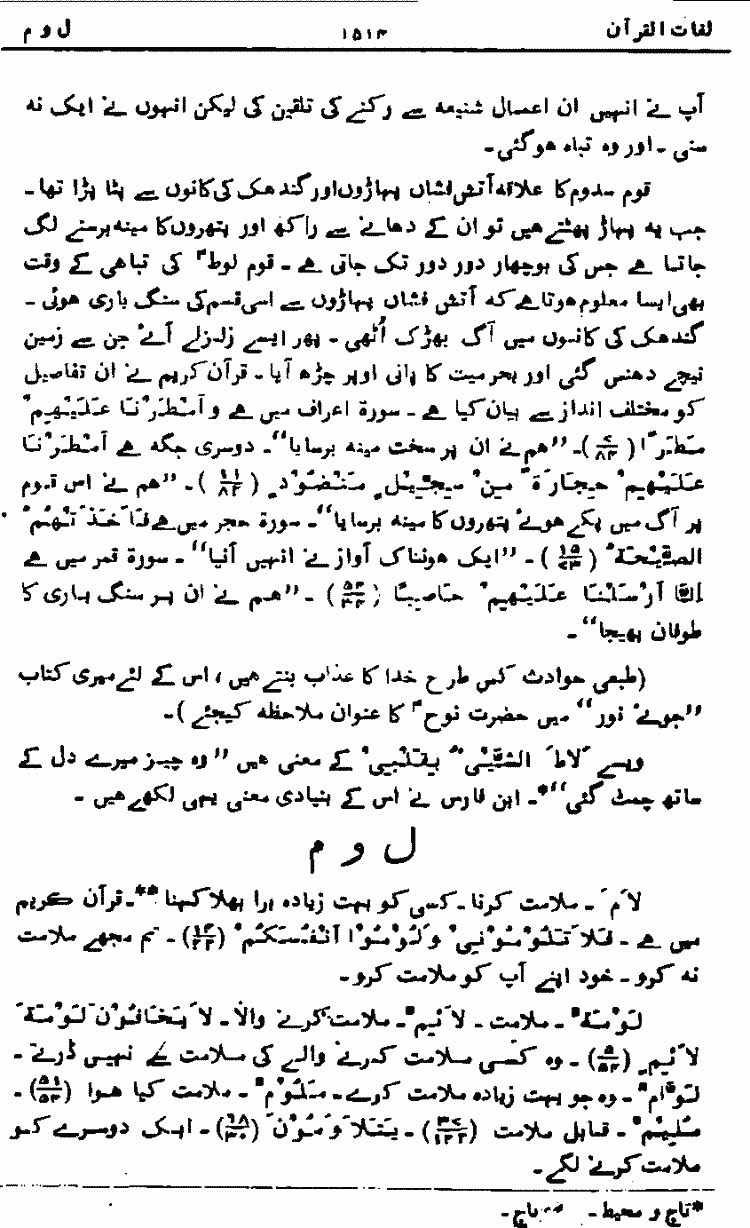 لغات القرآن ۱۵۱۳ ل و م
آپ نے انہیں ان اعمال شنیعہ سے رکنے کی تلقین کی لیکن انہوں نے ایک نہ
سنی ۔ اور وہ تباہ ہوگئی۔
قوم سدوم کا علاقہ آتش فشاں پہاڑوں اور گندھک کی کانوں سے پٹا پڑا تھا۔
جب یہ پہاڑ پھٹتے ہیں تو ان کے دھانے سے راکھ اور پتھروں کا مینہ برسنے لگ
جاتا ہے جس کی بوچھار دور دور تک جاتی ہے ۔ قوم لوطؑ کی تباہی کے وقت
بھی ایسا معلوم ہوتا ہے کہ آتش فشاں پہاڑوں سے اسی قسم کی سنگ باری ہوئی ۔
گندھک کی کانوں میں آگ بھڑک اُٹھی ۔ پھر ایسے زلزلے آئے جن سے زمین
نیچے دھنس گئی اور بحر میت کا پانی اوپر چڑھ آیا ۔ قرآن کریم نے ان تفاصیل
کو مختلف انداز سے بیان کیا ہے ۔ سورۃ اعراف میں ہے وَ اَمْطَرْنَا عَلَیْہِمْ
مَطَرًا (۷/۸۴)۔ ”ہم نے ان پر سخت مینہ برسایا“۔ دوسری جگہ ہے اَمْطَرْنَا
عَلَیْہِمْ حِجَارَۃً مِنْ سِجِّیْلٍ مَنْضُوْدٍ (۱۱/۸۲)۔ ”ہم نے اس قوم
پر آگ میں پکے ہوئے پتھروں کا مینہ برسایا“۔ سورۃ حجر میں ہے فَاَخَذَتْہُمُ
الصَّیْحَۃُ (۱۵/۷۳)۔ ”ایک ہولناک آواز نے انہیں آلیا“۔ سورۃ قمر میں ہے
اِنَّا اَرْسَلْنَا عَلَیْہِمْ حَاصِبًا (۵۴/۳۴)۔ ”ہم نے ان پر سنگ باری کا
طوفان بھیجا“۔
(طبعی حوادث کس طرح خدا کا عذاب بنتے ہیں، اس کے لئے میری کتاب
”جوئے نور“ میں حضرت نوحؑ کا عنوان ملاحظہ کیجئے)۔
ویسے لَاطَ الشَّیْیُٔ بِقَلْبِیْ کے معنی ہیں ”وہ چیز میرے دل کے
ساتھ چمٹ گئی“*۔ ابن فارس نے اس کے بنیادی معنی یہی لکھے ہیں ۔
ل و م
لَامَ ۔ ملامت کرنا ۔ کسی کو بہت زیادہ برا بھلا کہنا**۔ قرآن کریم
میں ہے ۔ فَلَا تَلُوْمُوْنِیْ وَلُوْمُوْا اَنْفُسَکُمْ (۱۴/۲۲)۔ تم مجھے ملامت
نہ کرو ۔ خود اپنے آپ کو ملامت کرو۔
لَوْمَۃٌ ۔ ملامت ۔ لَائِمٌ ۔ ملامت کرنے والا ۔ لَا یَخَافُوْنَ لَوْمَۃَ
لَائِمٍ (۵/۵۴)۔ وہ کسی ملامت کرنے والے کی ملامت سے نہیں ڈرتے ۔
لَوَّامٌ ۔ وہ جو بہت زیادہ ملامت کرے ۔ مَلُوْمٌ ۔ ملامت کیا ہوا (۵۱/۵۴)۔
مُلِیْمٌ ۔ قابل ملامت (۳۷/۱۴۲)۔ یَتَلَاوَمُوْنَ (۶۸/۳۰)۔ ایک دوسرے کو
ملامت کرنے لگے ۔
*تاج و محیط۔ **تاج۔